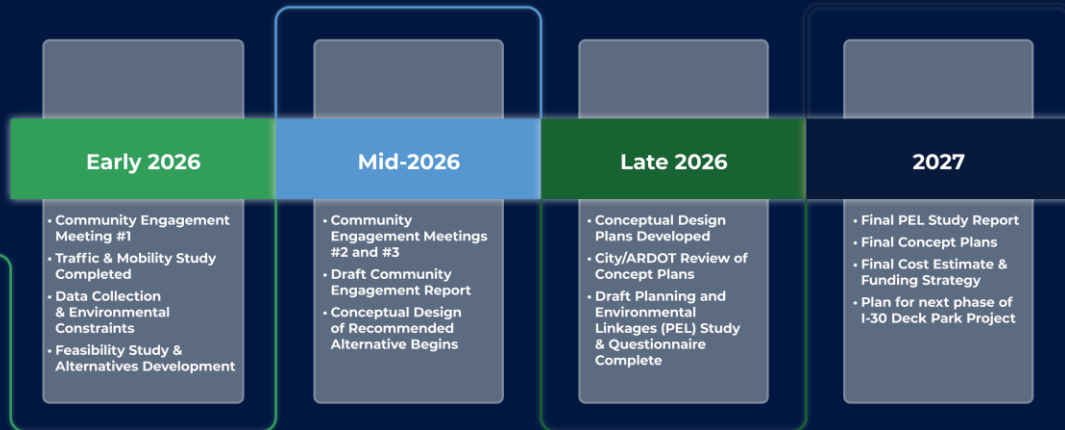 Early 2026
• Community Engagement
Meeting #1
• Traffic & Mobility Study
Completed
• Data Collection
& Environmental
Constraints
• Feasibility Study &
Alternatives Development
Mid-2026
• Community
Engagement Meetings
#2 and #3
• Draft Community
Engagement Report
• Conceptual Design
of Recommended
Alternative Begins
Late 2026
• Conceptual Design
Plans Developed
• City/ARDOT Review of
Concept Plans
• Draft Planning and
Environmental
Linkages (PEL) Study
& Questionnaire
Complete
2027
• Final PEL Study Report
• Final Concept Plans
• Final Cost Estimate &
Funding Strategy
• Plan for next phase of
I-30 Deck Park Project